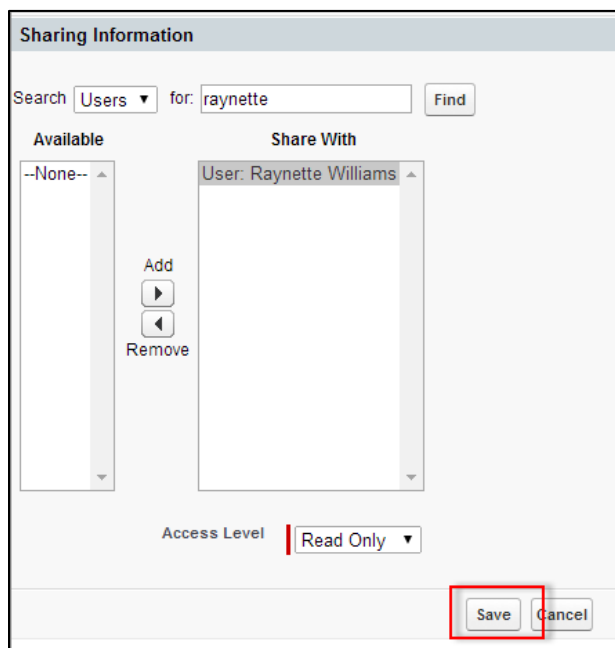 Sharing Information
Search Users for: raynette Find
Available Share With
--None-- User: Raynette Williams
Add
Remove
Access Level Read Only
Save Cancel